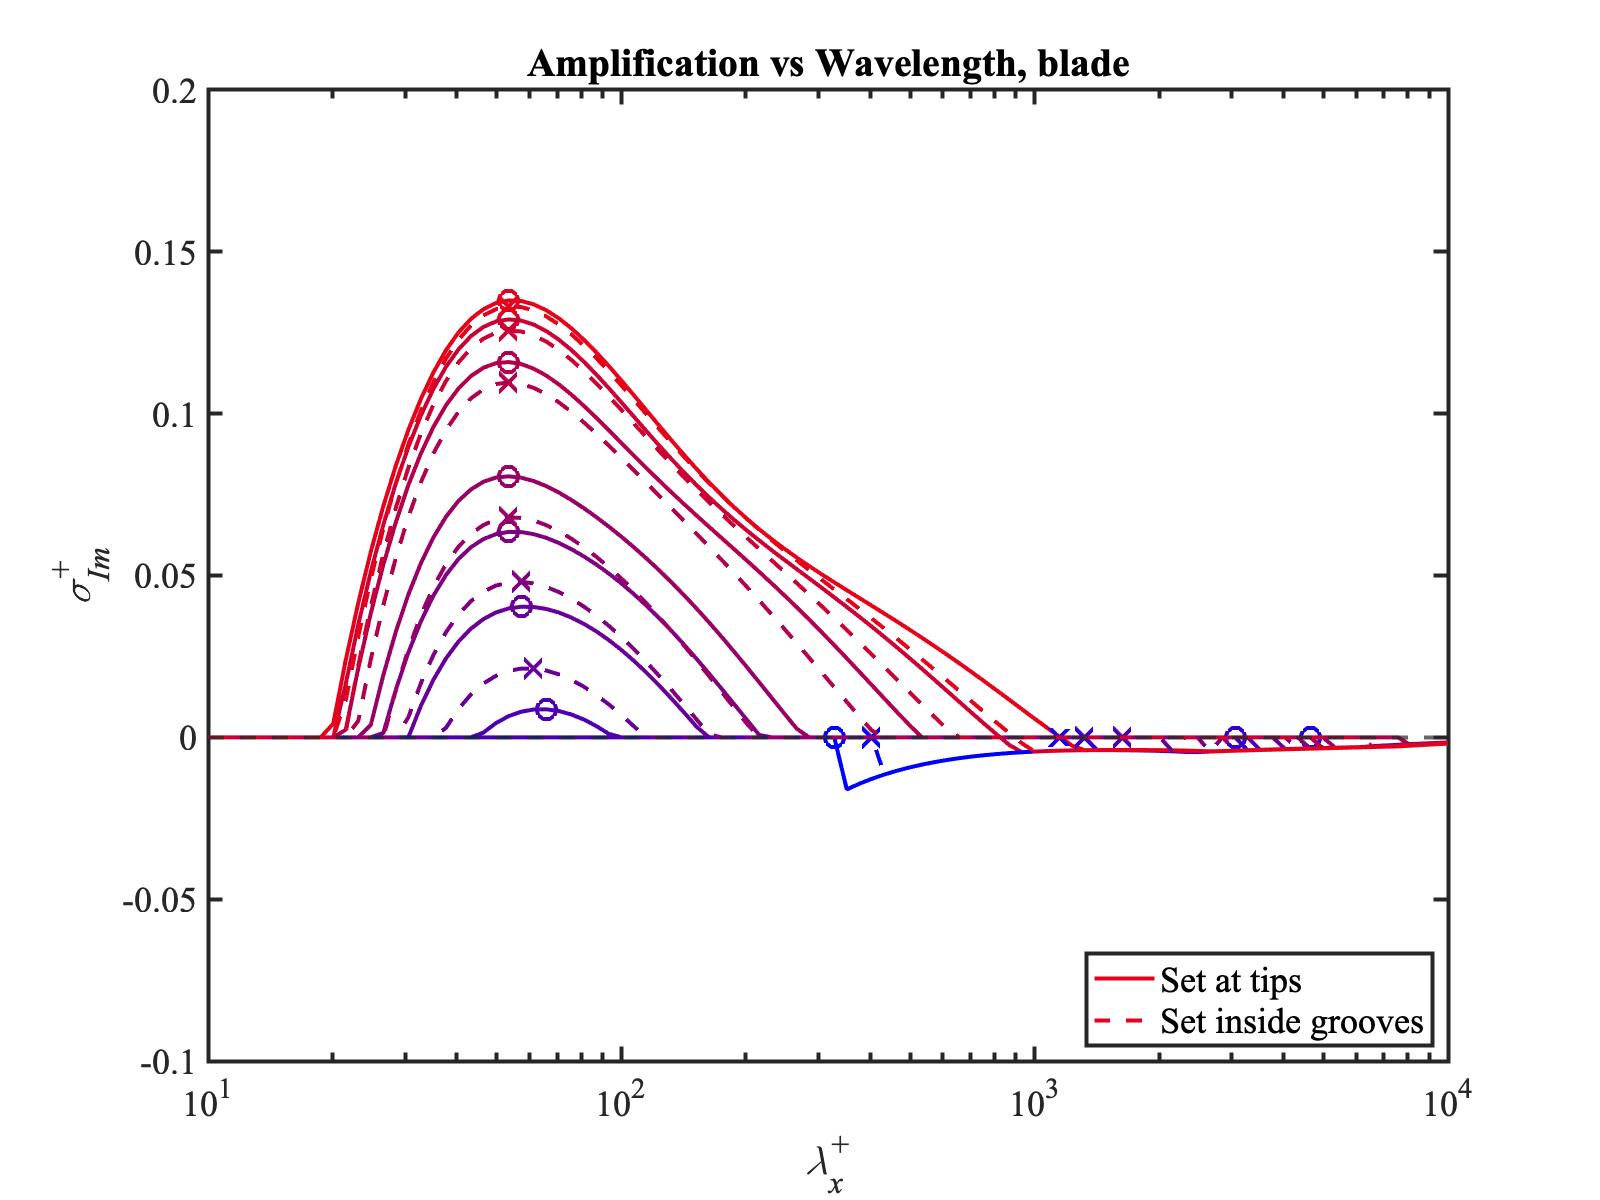 Amplification vs Wavelength, blade
0.2
0.15
0.1
0.05
0
-0.05
-0.1
σ⁺Im
10¹ 10² 10³ 10⁴
λ⁺x
Set at tips
Set inside grooves